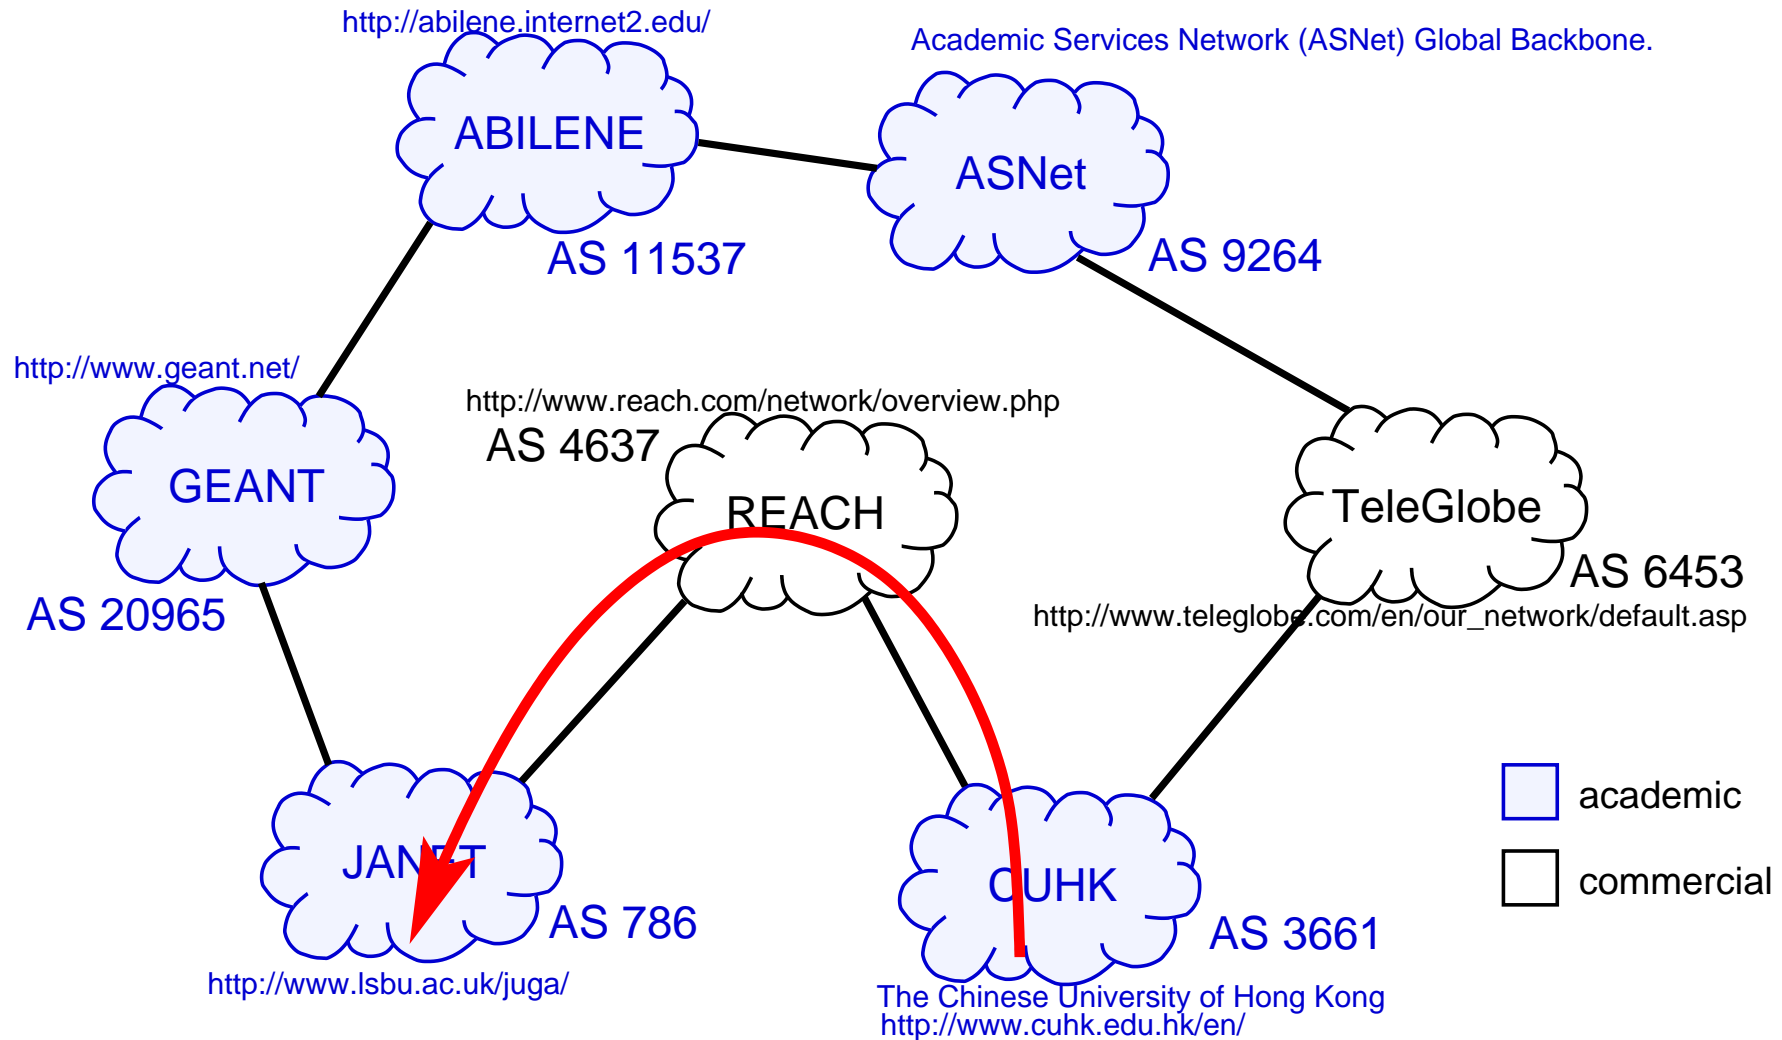 http://abilene.internet2.edu/
Academic Services Network (ASNet) Global Backbone.
ABILENE
ASNet
AS 11537
AS 9264
http://www.geant.net/
http://www.reach.com/network/overview.php
AS 4637
GEANT
REACH
TeleGlobe
AS 6453
AS 20965
http://www.teleglobe.com/en/our_network/default.asp
academic
JANET
CUHK
commercial
AS 786
AS 3661
http://www.lsbu.ac.uk/juga/
The Chinese University of Hong Kong
http://www.cuhk.edu.hk/en/